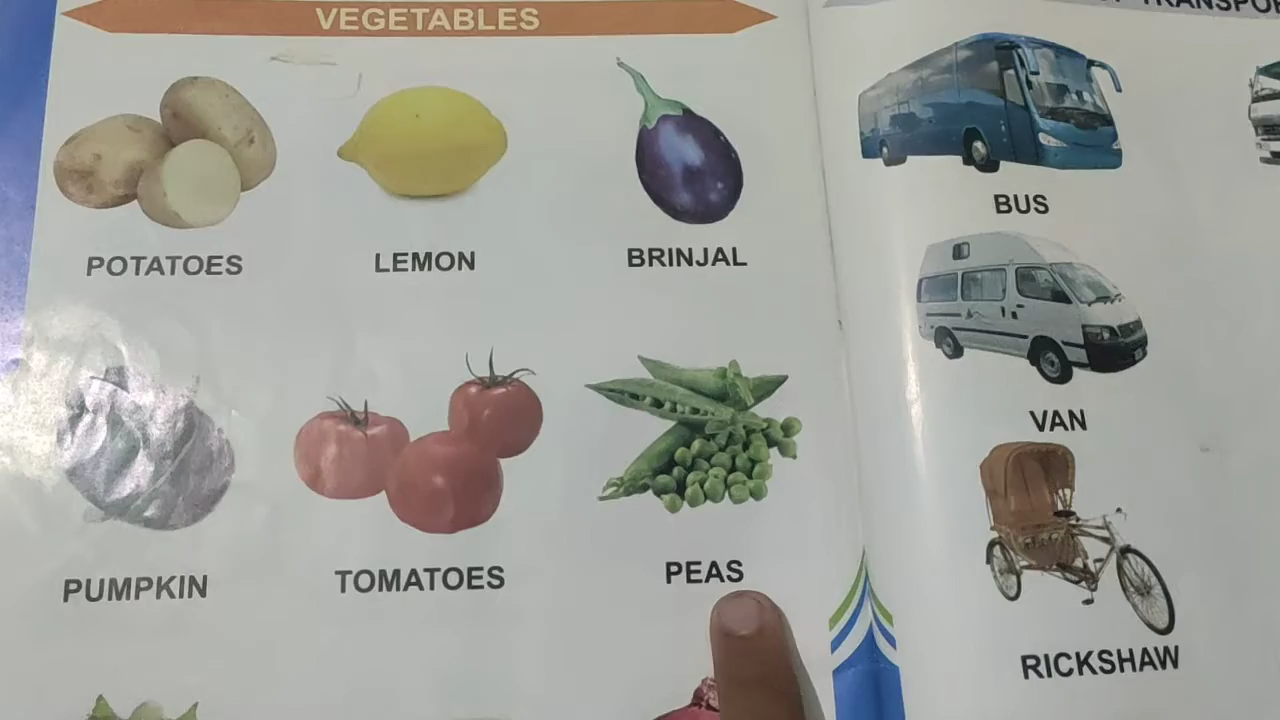 VEGETABLES
POTATOES
LEMON
BRINJAL
PUMPKIN
TOMATOES
PEAS
BUS
VAN
RICKSHAW